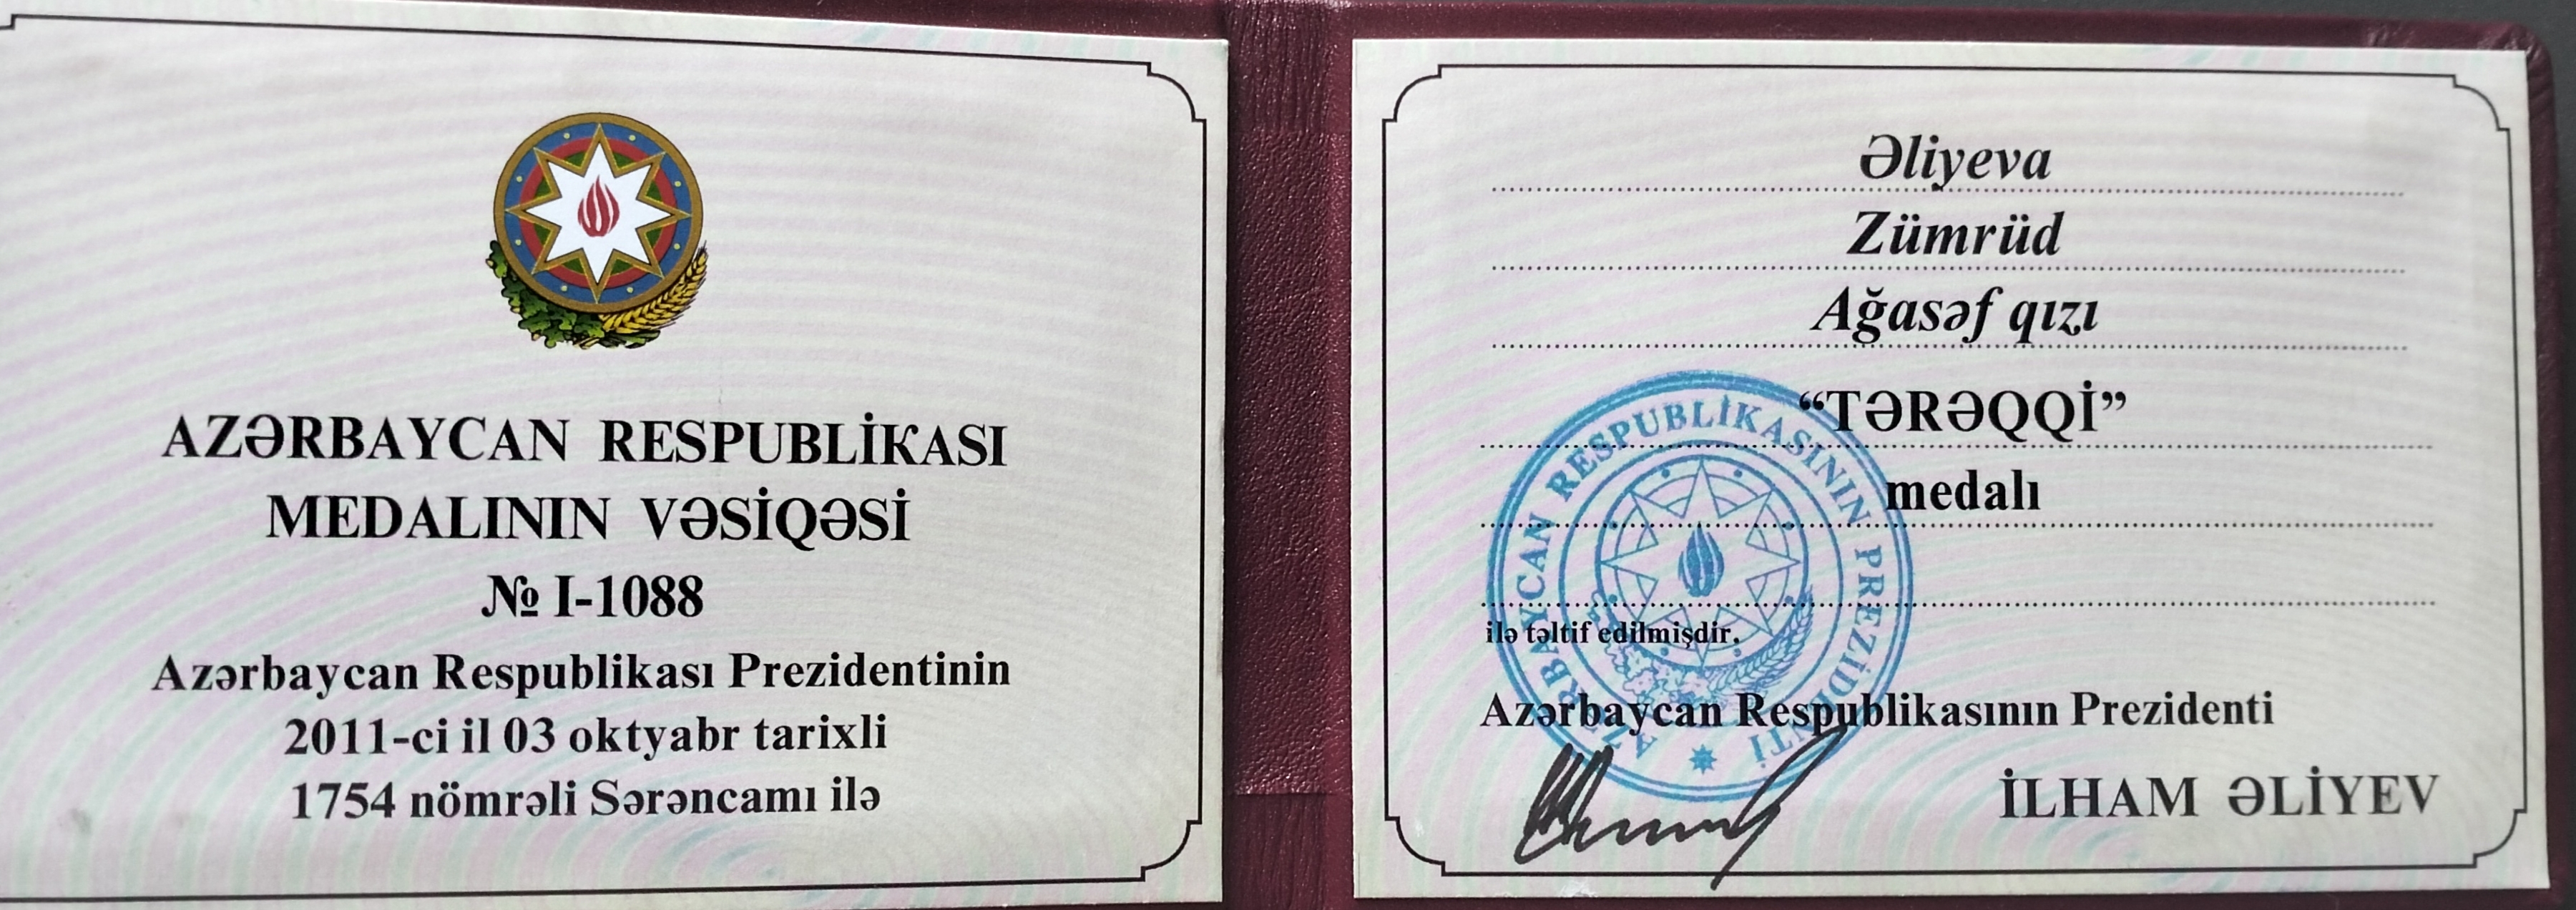 AZƏRBAYCAN RESPUBLİKASI
MEDALININ VƏSİQƏSİ
№ I-1088
Azərbaycan Respublikası Prezidentinin
2011-ci il 03 oktyabr tarixli
1754 nömrəli Sərəncamı ilə
Əliyeva
Zümrüd
Ağasəf qızı
“TƏRƏQQİ”
medalı
ilə təltif edilmişdir.
Azərbaycan Respublikasının Prezidenti
İLHAM ƏLİYEV
AZƏRBAYCAN RESPUBLİKASININ PREZİDENTİ